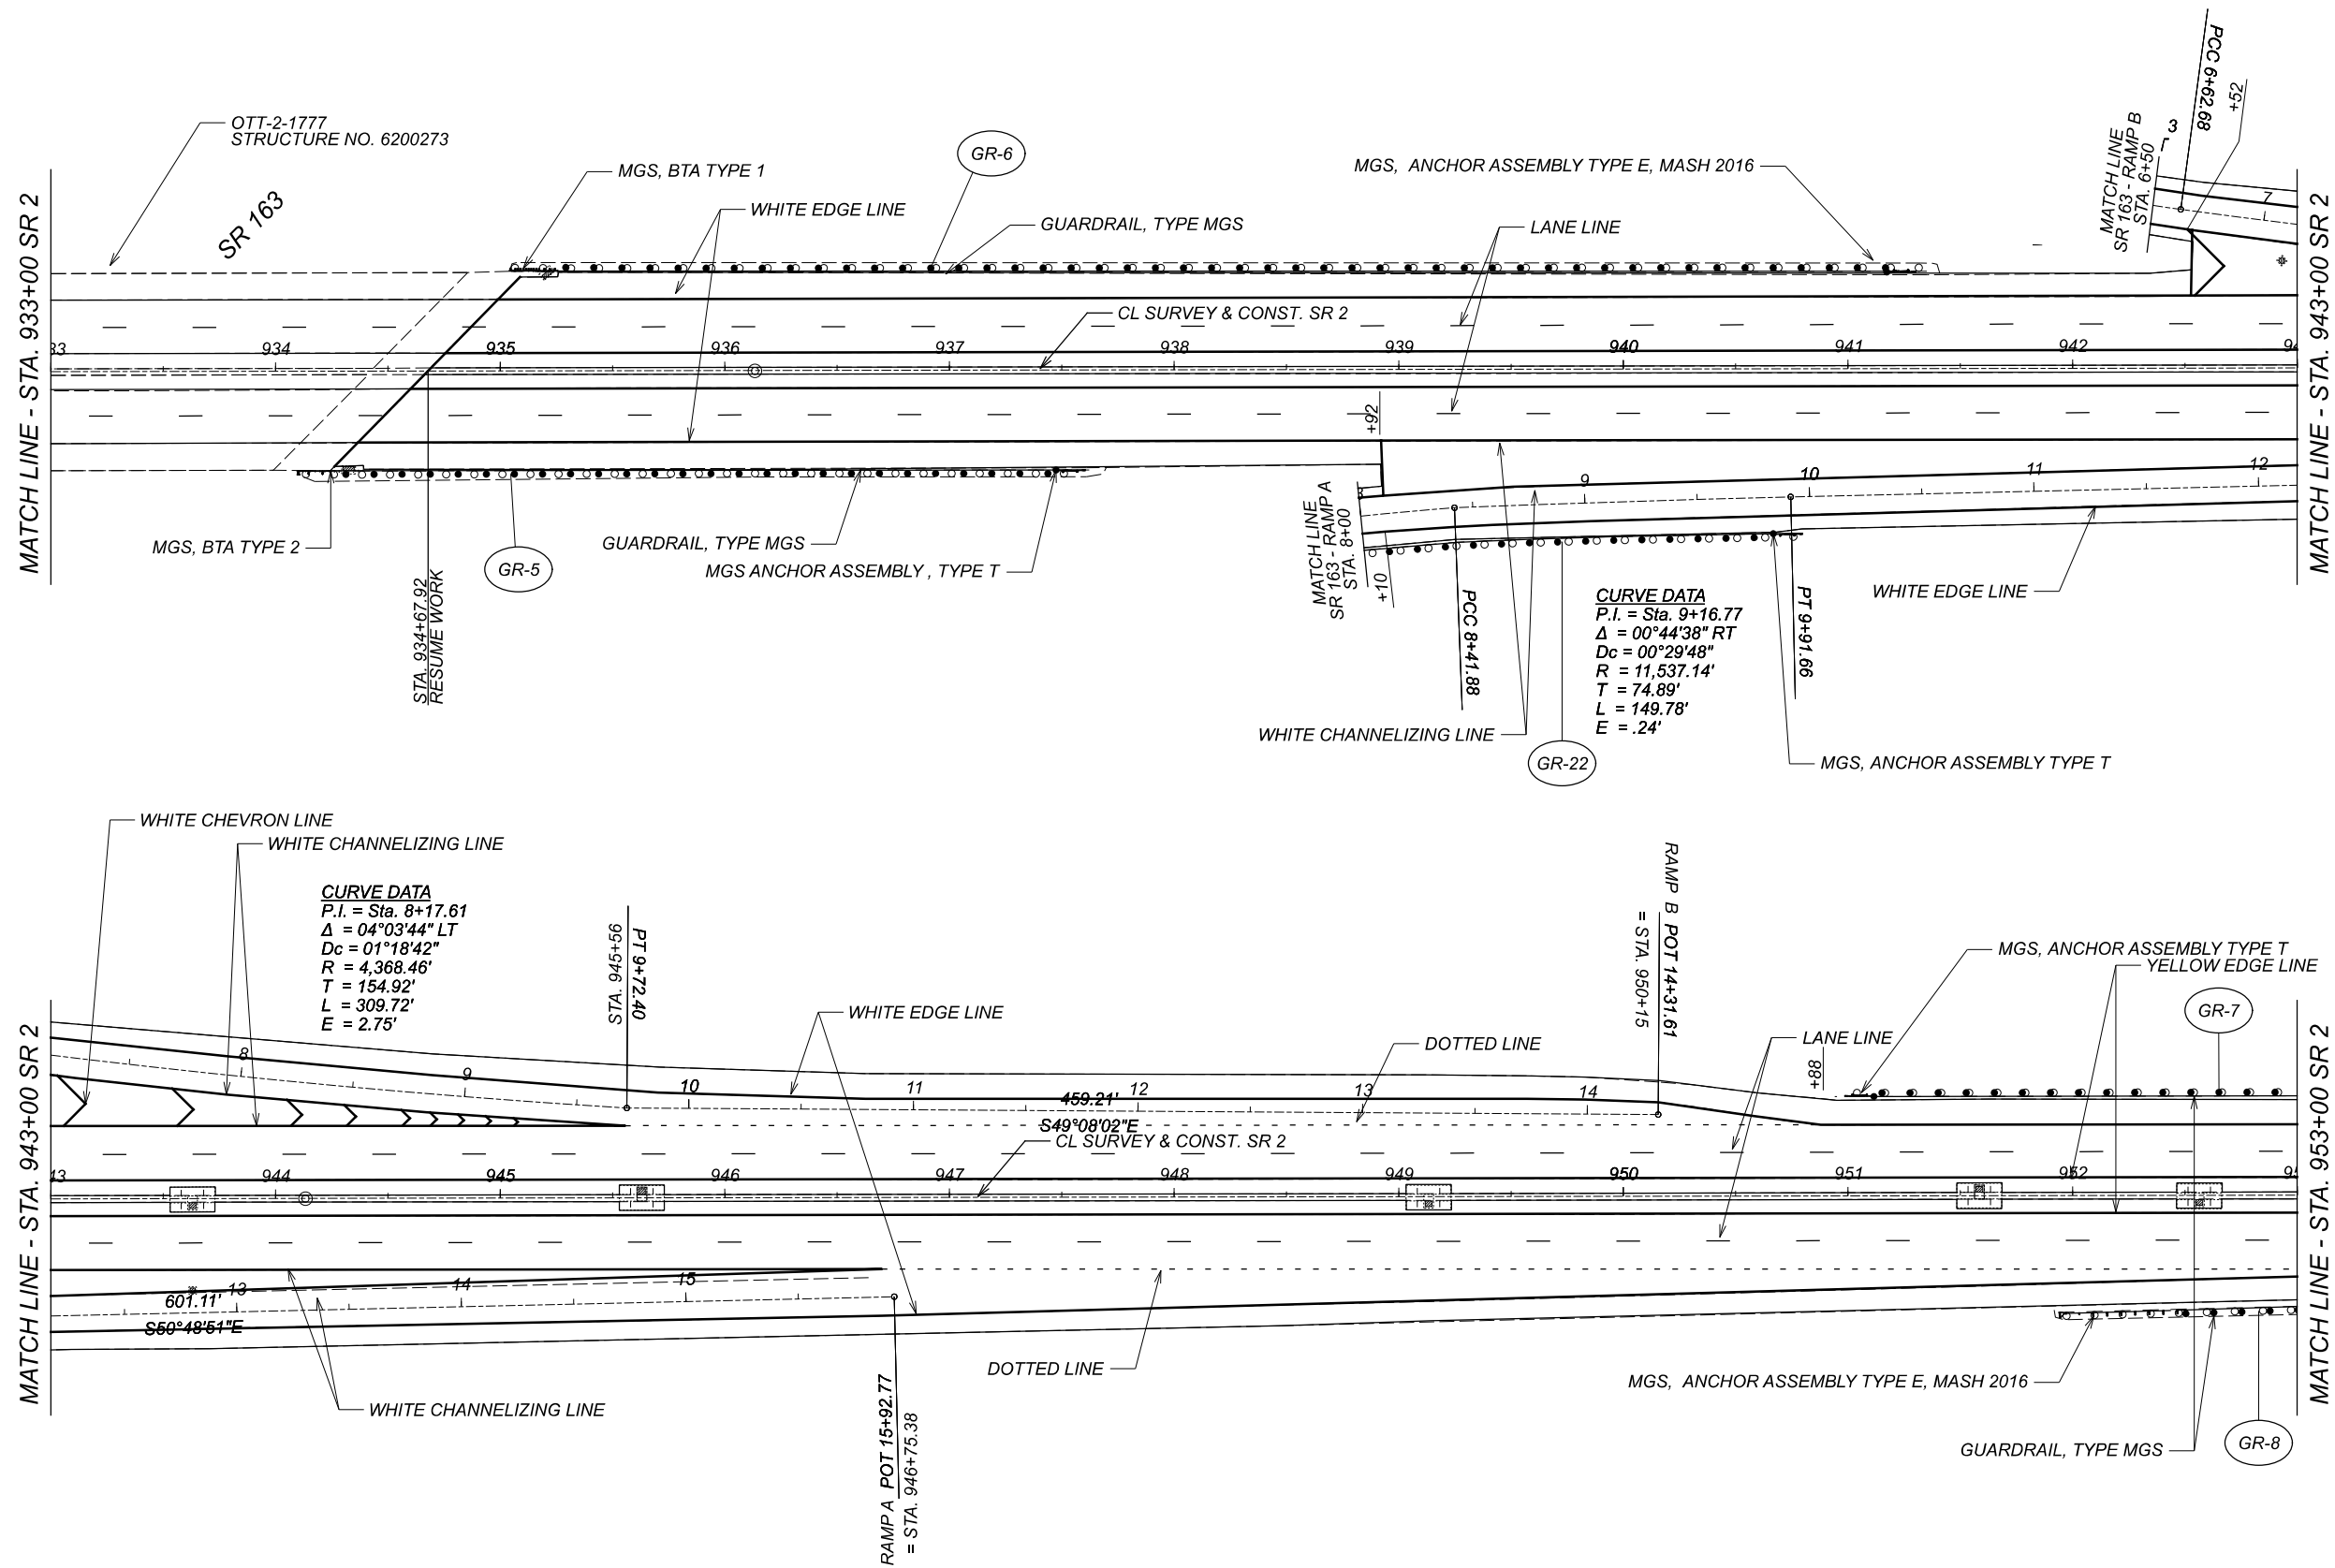 MATCH LINE - STA. 933+00 SR 2
OTT-2-1777
STRUCTURE NO. 6200273
SR 163
MGS, BTA TYPE 1
GR-6
WHITE EDGE LINE
GUARDRAIL, TYPE MGS
MGS, ANCHOR ASSEMBLY TYPE E, MASH 2016
LANE LINE
CL SURVEY & CONST. SR 2
PCC 6+62.68
+52
MATCH LINE
SR 163 - RAMP B
STA. 6+50
3
7
MATCH LINE - STA. 943+00 SR 2
33
934
935
936
937
938
939
940
941
942
94
+92
MATCH LINE
SR 163 - RAMP A
STA. 8+00
+10
8
9
10
11
12
MGS, BTA TYPE 2
GR-5
GUARDRAIL, TYPE MGS
MGS ANCHOR ASSEMBLY , TYPE T
STA. 934+67.92
RESUME WORK
PCC 8+41.88
CURVE DATA
P.I. = Sta. 9+16.77
Δ = 00°44'38" RT
Dc = 00°29'48"
R = 11,537.14'
T = 74.89'
L = 149.78'
E = .24'
PT 9+91.66
WHITE EDGE LINE
WHITE CHANNELIZING LINE
GR-22
MGS, ANCHOR ASSEMBLY TYPE T
MATCH LINE - STA. 943+00 SR 2
WHITE CHEVRON LINE
WHITE CHANNELIZING LINE
CURVE DATA
P.I. = Sta. 8+17.61
Δ = 04°03'44" LT
Dc = 01°18'42"
R = 4,368.46'
T = 154.92'
L = 309.72'
E = 2.75'
STA. 945+56
PT 9+72.40
WHITE EDGE LINE
DOTTED LINE
RAMP B POT 14+31.61
= STA. 950+15
LANE LINE
+88
MGS, ANCHOR ASSEMBLY TYPE T
YELLOW EDGE LINE
GR-7
MATCH LINE - STA. 953+00 SR 2
8
9
10
11
12
13
14
459.21'
S49°08'02"E
CL SURVEY & CONST. SR 2
43
944
945
946
947
948
949
950
951
952
95
13
14
15
601.11'
S50°48'51"E
WHITE CHANNELIZING LINE
RAMP A POT 15+92.77
= STA. 946+75.38
DOTTED LINE
MGS, ANCHOR ASSEMBLY TYPE E, MASH 2016
GUARDRAIL, TYPE MGS
GR-8